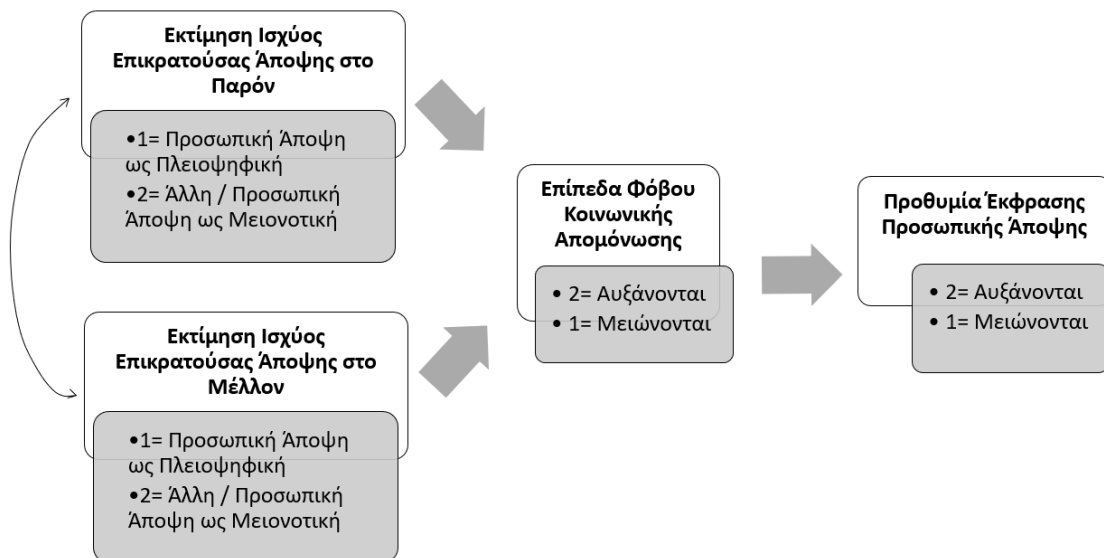 Εκτίμηση Ισχύος
Επικρατούσας Άποψης στο
Παρόν
•1= Προσωπική Άποψη
ως Πλειοψηφική
•2= Άλλη / Προσωπική
Άποψη ως Μειονοτική
Εκτίμηση Ισχύος
Επικρατούσας Άποψης στο
Μέλλον
•1= Προσωπική Άποψη
ως Πλειοψηφική
•2= Άλλη / Προσωπική
Άποψη ως Μειονοτική
Επίπεδα Φόβου
Κοινωνικής
Απομόνωσης
• 2= Αυξάνονται
• 1= Μειώνονται
Προθυμία Έκφρασης
Προσωπικής Άποψης
• 2= Αυξάνονται
• 1= Μειώνονται